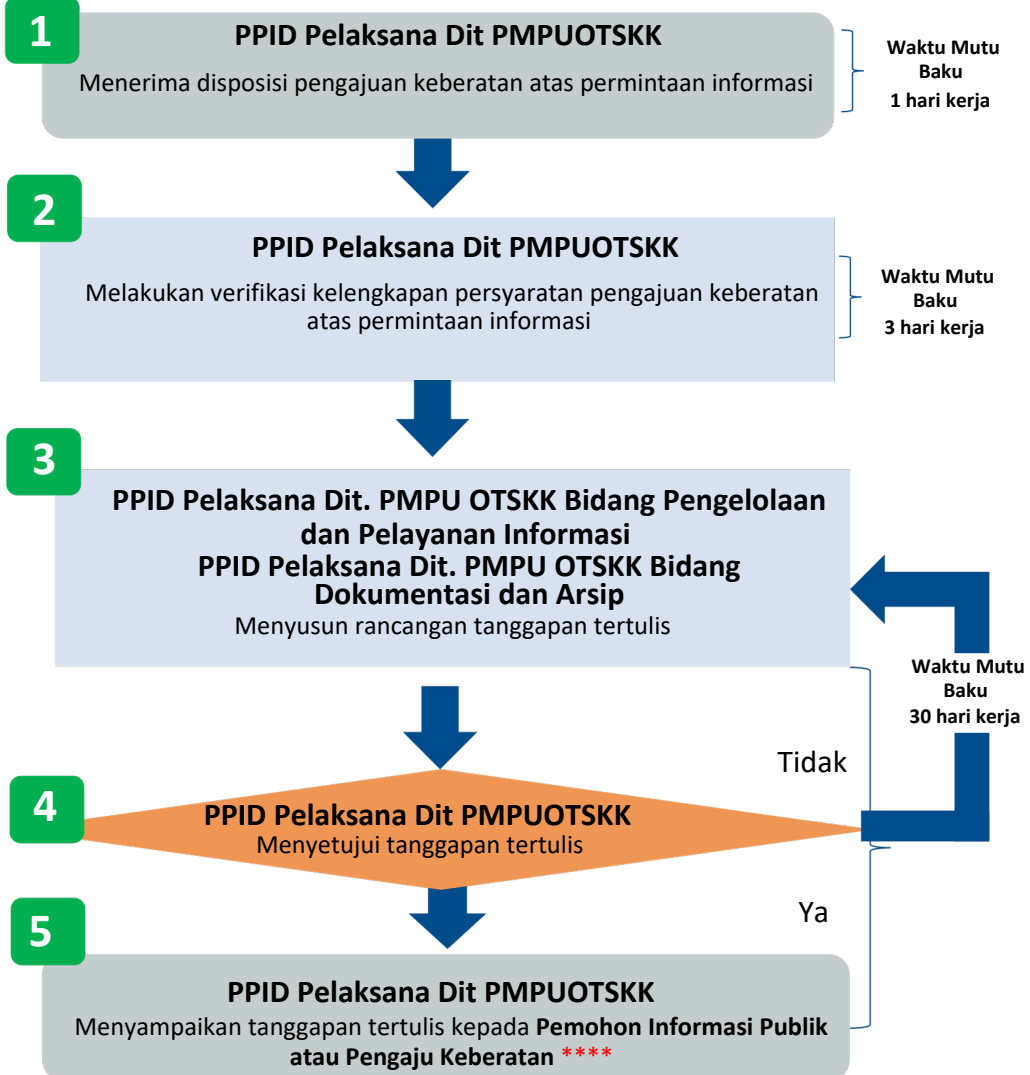 1
PPID Pelaksana Dit PMPUOTSKK
Menerima disposisi pengajuan keberatan atas permintaan informasi
Waktu Mutu
Baku
1 hari kerja
2
PPID Pelaksana Dit PMPUOTSKK
Melakukan verifikasi kelengkapan persyaratan pengajuan keberatan
atas permintaan informasi
Waktu Mutu
Baku
3 hari kerja
3
PPID Pelaksana Dit. PMPU OTSKK Bidang Pengelolaan
dan Pelayanan Informasi
PPID Pelaksana Dit. PMPU OTSKK Bidang
Dokumentasi dan Arsip
Menyusun rancangan tanggapan tertulis
Waktu Mutu
Baku
30 hari kerja
Tidak
4
PPID Pelaksana Dit PMPUOTSKK
Menyetujui tanggapan tertulis
Ya
5
PPID Pelaksana Dit PMPUOTSKK
Menyampaikan tanggapan tertulis kepada Pemohon Informasi Publik
atau Pengaju Keberatan ****